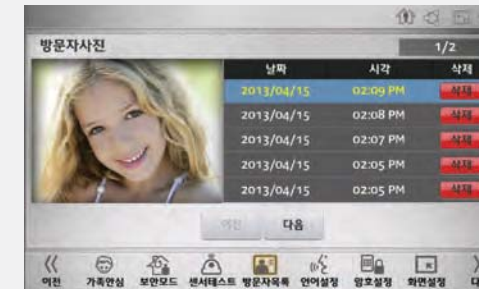 방문자사진 1/2
날짜 시각 삭제
2013/04/15 02:09 PM 삭제
2013/04/15 02:08 PM 삭제
2013/04/15 02:07 PM 삭제
2013/04/15 02:05 PM 삭제
2013/04/15 02:05 PM 삭제
이전 다음
이전 가족안심 보안모드 센서테스트 방문자목록 언어설정 암호설정 화면설정